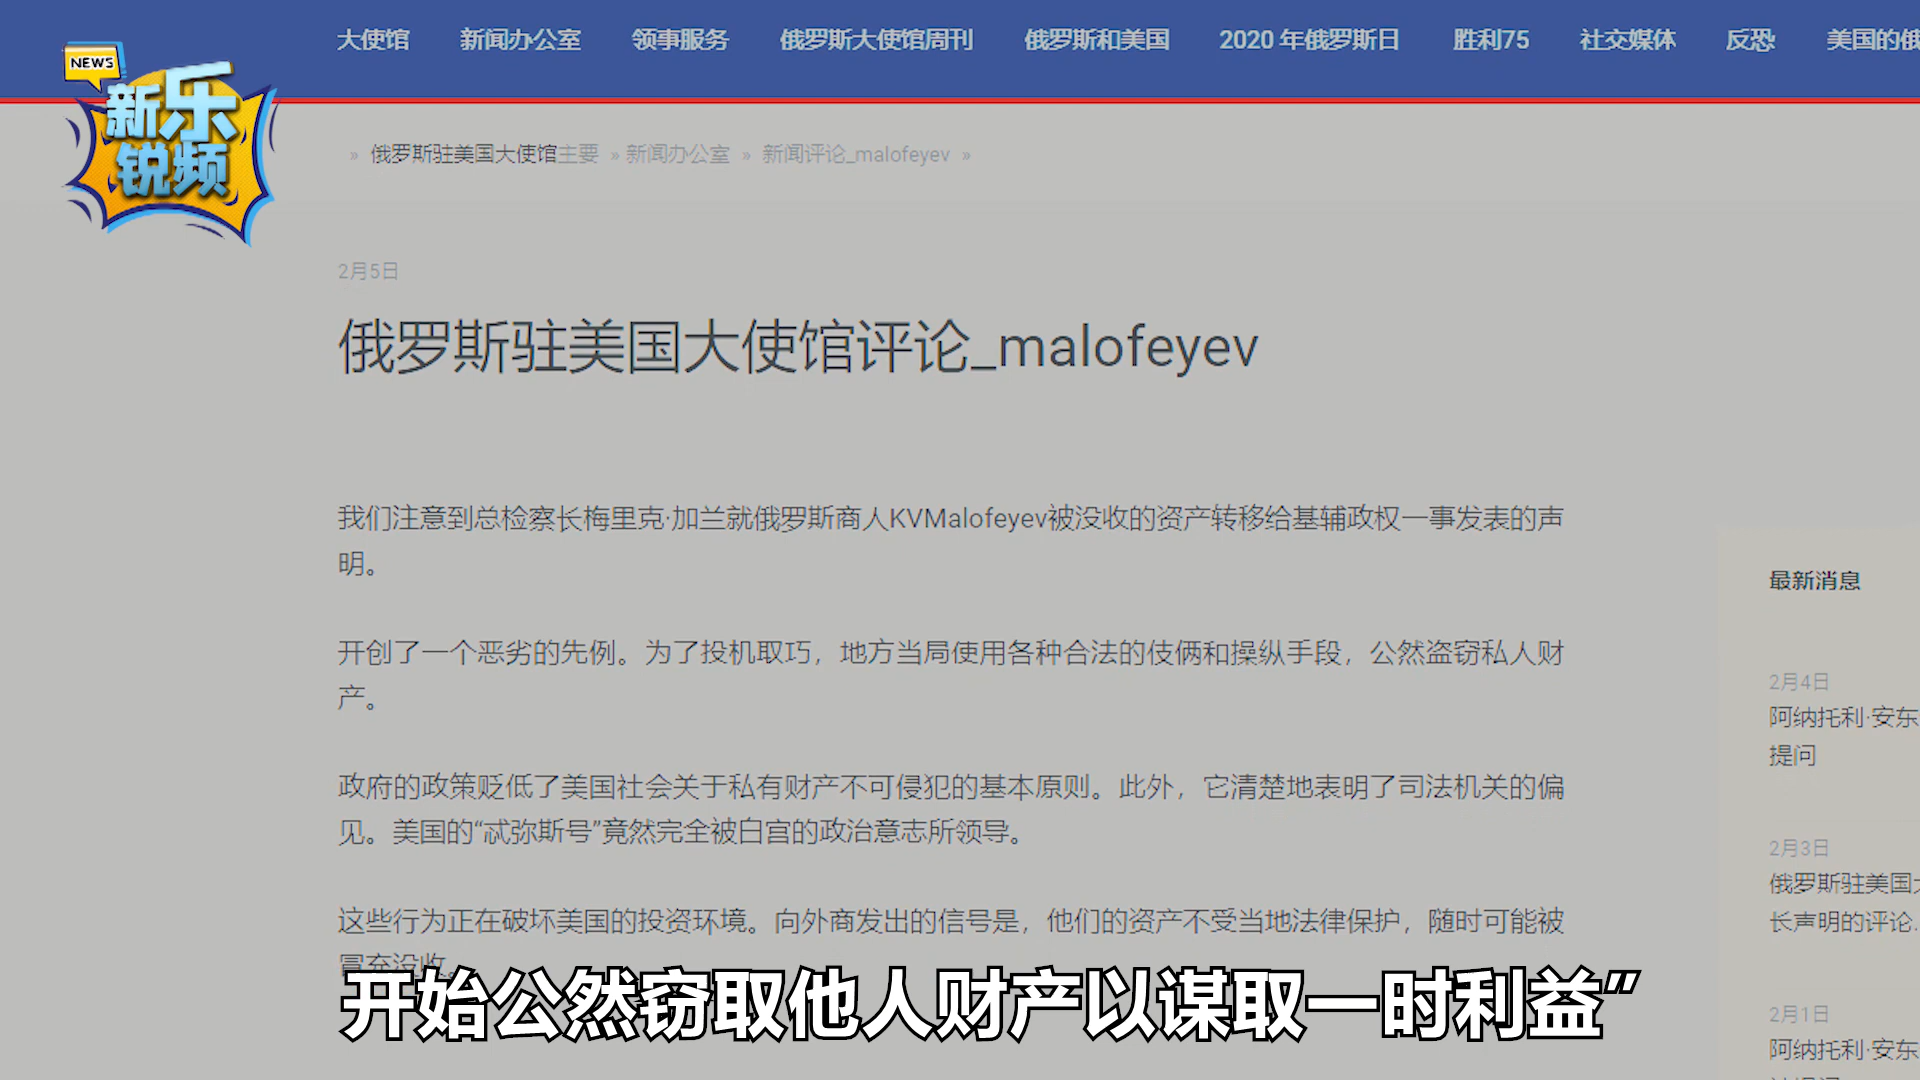 大使馆 新闻办公室 领事服务 俄罗斯大使馆周刊 俄罗斯和美国 2020 年俄罗斯日 胜利75 社交媒体 反恐 美国的俄
NEWS
新乐
锐频
» 俄罗斯驻美国大使馆主要 » 新闻办公室 » 新闻评论_malofeyev »
2月5日
俄罗斯驻美国大使馆评论_malofeyev
我们注意到总检察长梅里克·加兰就俄罗斯商人KVMalofeyev被没收的资产转移给基辅政权一事发表的声
明。
开创了一个恶劣的先例。为了投机取巧，地方当局使用各种合法的伎俩和操纵手段，公然盗窃私人财
产。
政府的政策贬低了美国社会关于私有财产不可侵犯的基本原则。此外，它清楚地表明了司法机关的偏
见。美国的“忒弥斯号”竟然完全被白宫的政治意志所领导。
这些行为正在破坏美国的投资环境。向外商发出的信号是，他们的资产不受当地法律保护，随时可能被
冒充没收。
最新消息
2月4日
阿纳托利·安东
提问
2月3日
俄罗斯驻美国大
长声明的评论.
2月1日
阿纳托利·安东
开始公然窃取他人财产以谋取一时利益”